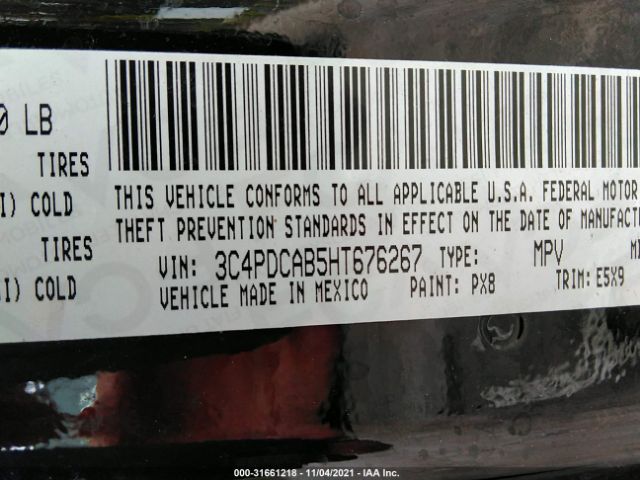 0 LB
TIRES
I) COLD
TIRES
I) COLD
THIS VEHICLE CONFORMS TO ALL APPLICABLE U.S.A. FEDERAL MOTOR
THEFT PREVENTION STANDARDS IN EFFECT ON THE DATE OF MANUFACTURE
VIN: 3C4PDCAB5HT676267 TYPE: MPV
VEHICLE MADE IN MEXICO PAINT: PX8 TRIM: E5X9
000-31661218 - 11/04/2021 - IAA Inc.